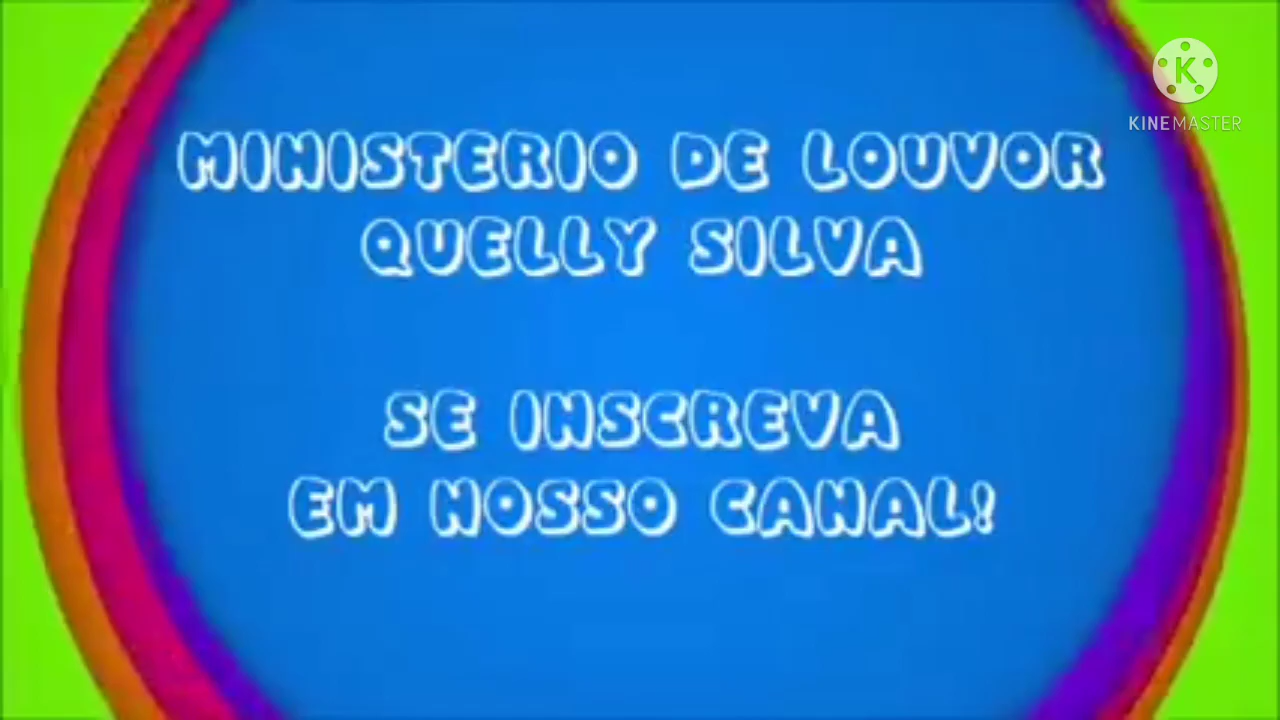 K
KINEMASTER
MINISTERIO DE LOUVOR
QUELLY SILVA
SE INSCREVA
EM NOSSO CANAL!